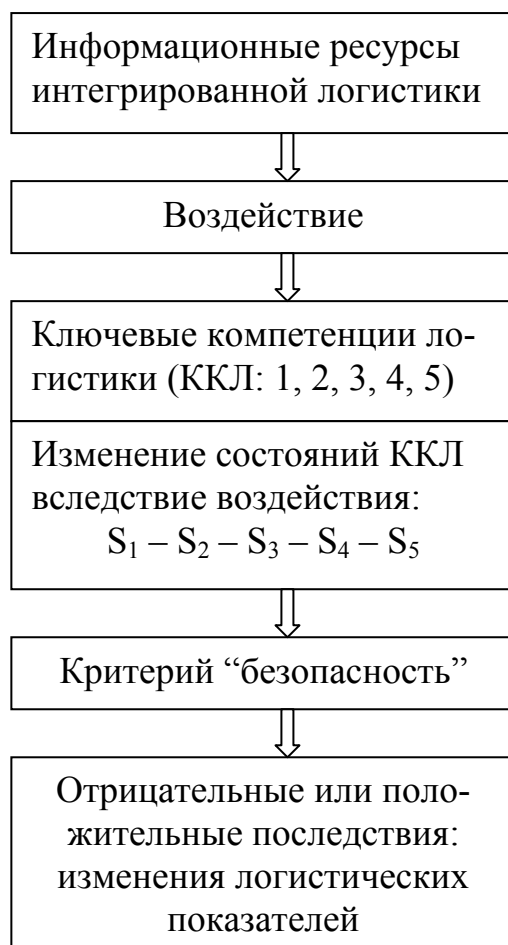 Информационные ресурсы
интегрированной логистики
Воздействие
Ключевые компетенции ло-
гистики (ККЛ: 1, 2, 3, 4, 5)
Изменение состояний ККЛ
вследствие воздействия:
S₁ – S₂ – S₃ – S₄ – S₅
Критерий “безопасность”
Отрицательные или поло-
жительные последствия:
изменения логистических
показателей